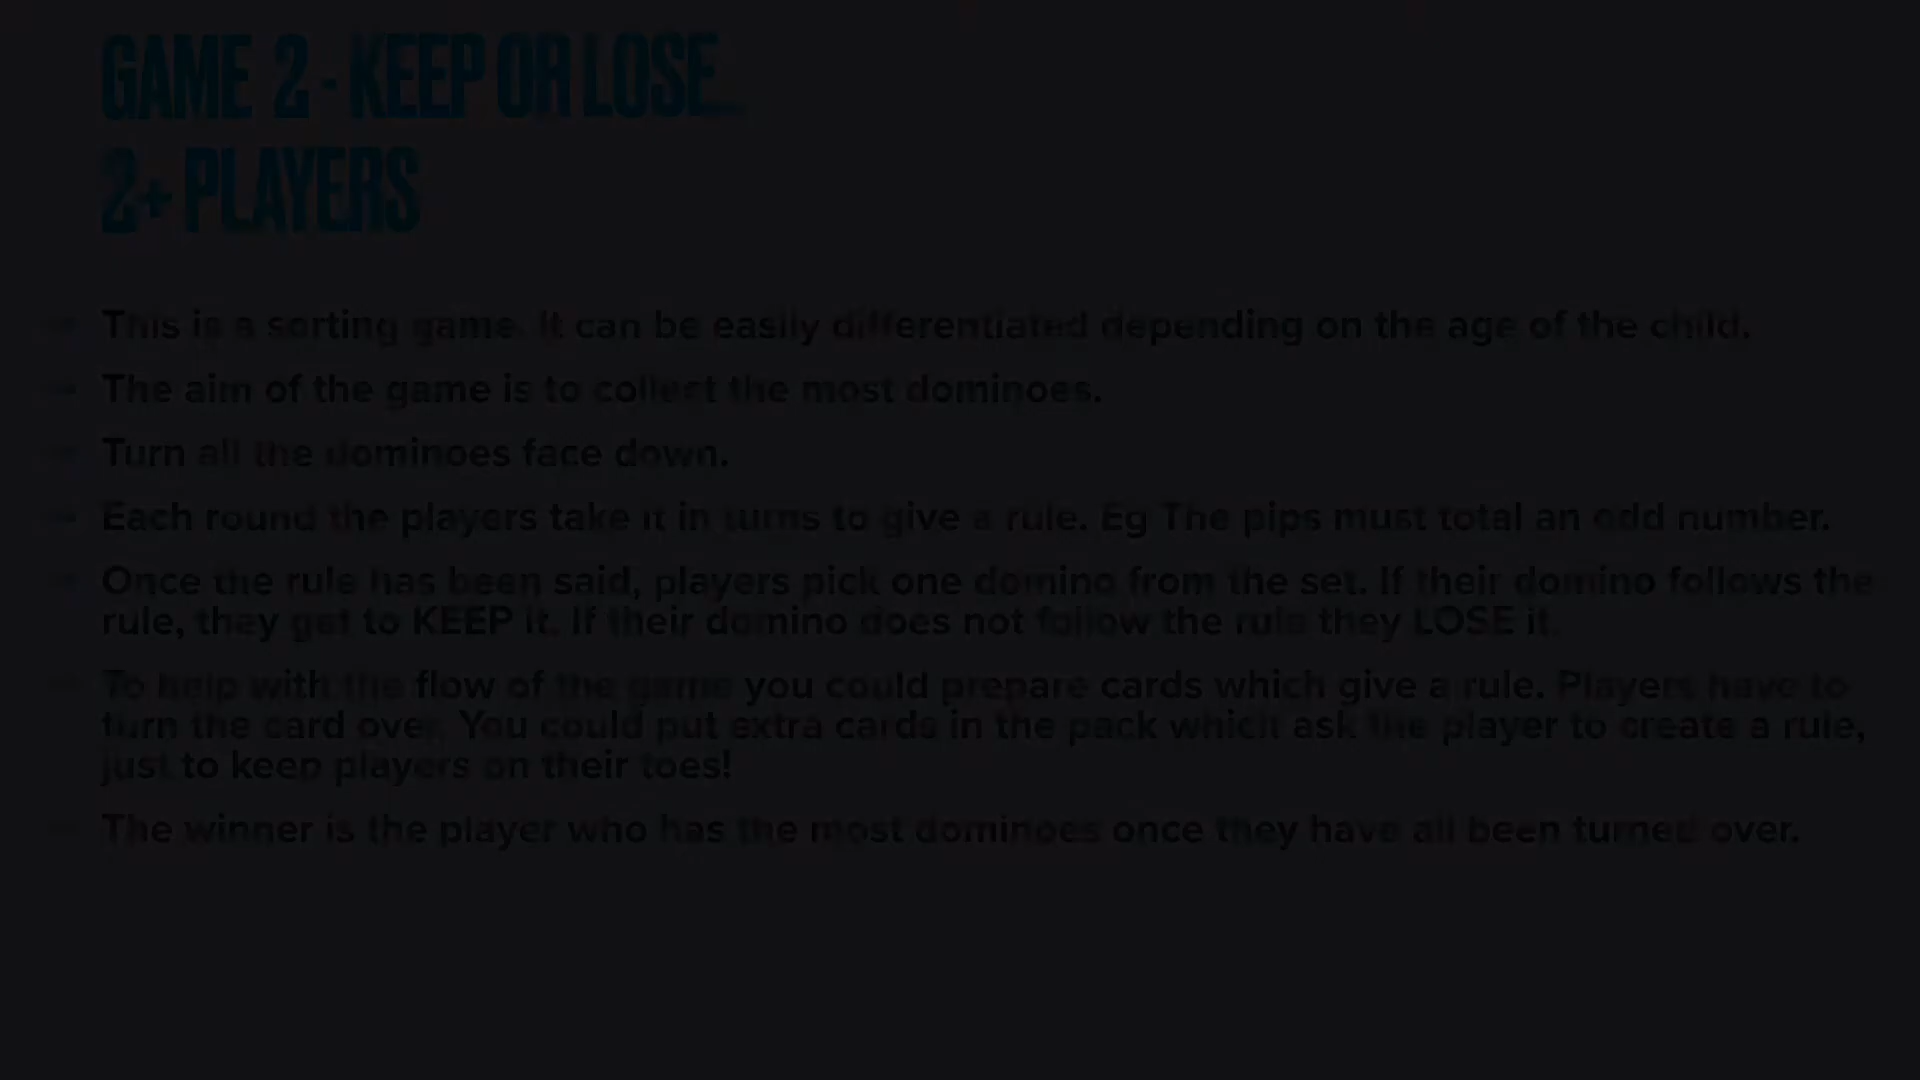 GAME 2 - KEEP OR LOSE
2+ PLAYERS
This is a sorting game. It can be easily differentiated depending on the age of the child.
The aim of the game is to collect the most dominoes.
Turn all the dominoes face down.
Each round the players take it in turns to give a rule. Eg The pips must total an odd number.
Once the rule has been said, players pick one domino from the set. If their domino follows the
rule, they get to KEEP it. If their domino does not follow the rule they LOSE it.
To help with the flow of the game you could prepare cards which give a rule. Players have to
turn the card over. You could put extra cards in the pack which ask the player to create a rule,
just to keep players on their toes!
The winner is the player who has the most dominoes once they have all been turned over.